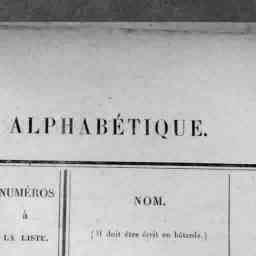 ALPHABÉTIQUE.
NUMÉROS
à
LA LISTE.
NOM.
(Il doit être écrit en bâtarde.)